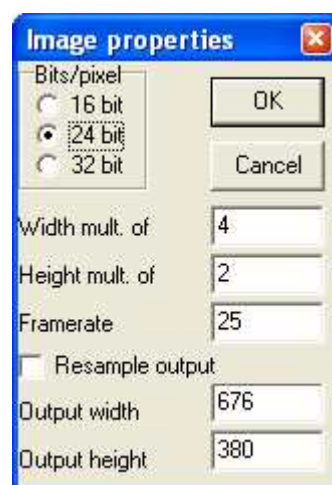 Image properties
Bits/pixel
16 bit
OK
24 bit
32 bit
Cancel
Width mult. of 4
Height mult. of 2
Framerate 25
Resample output
Output width 676
Output height 380